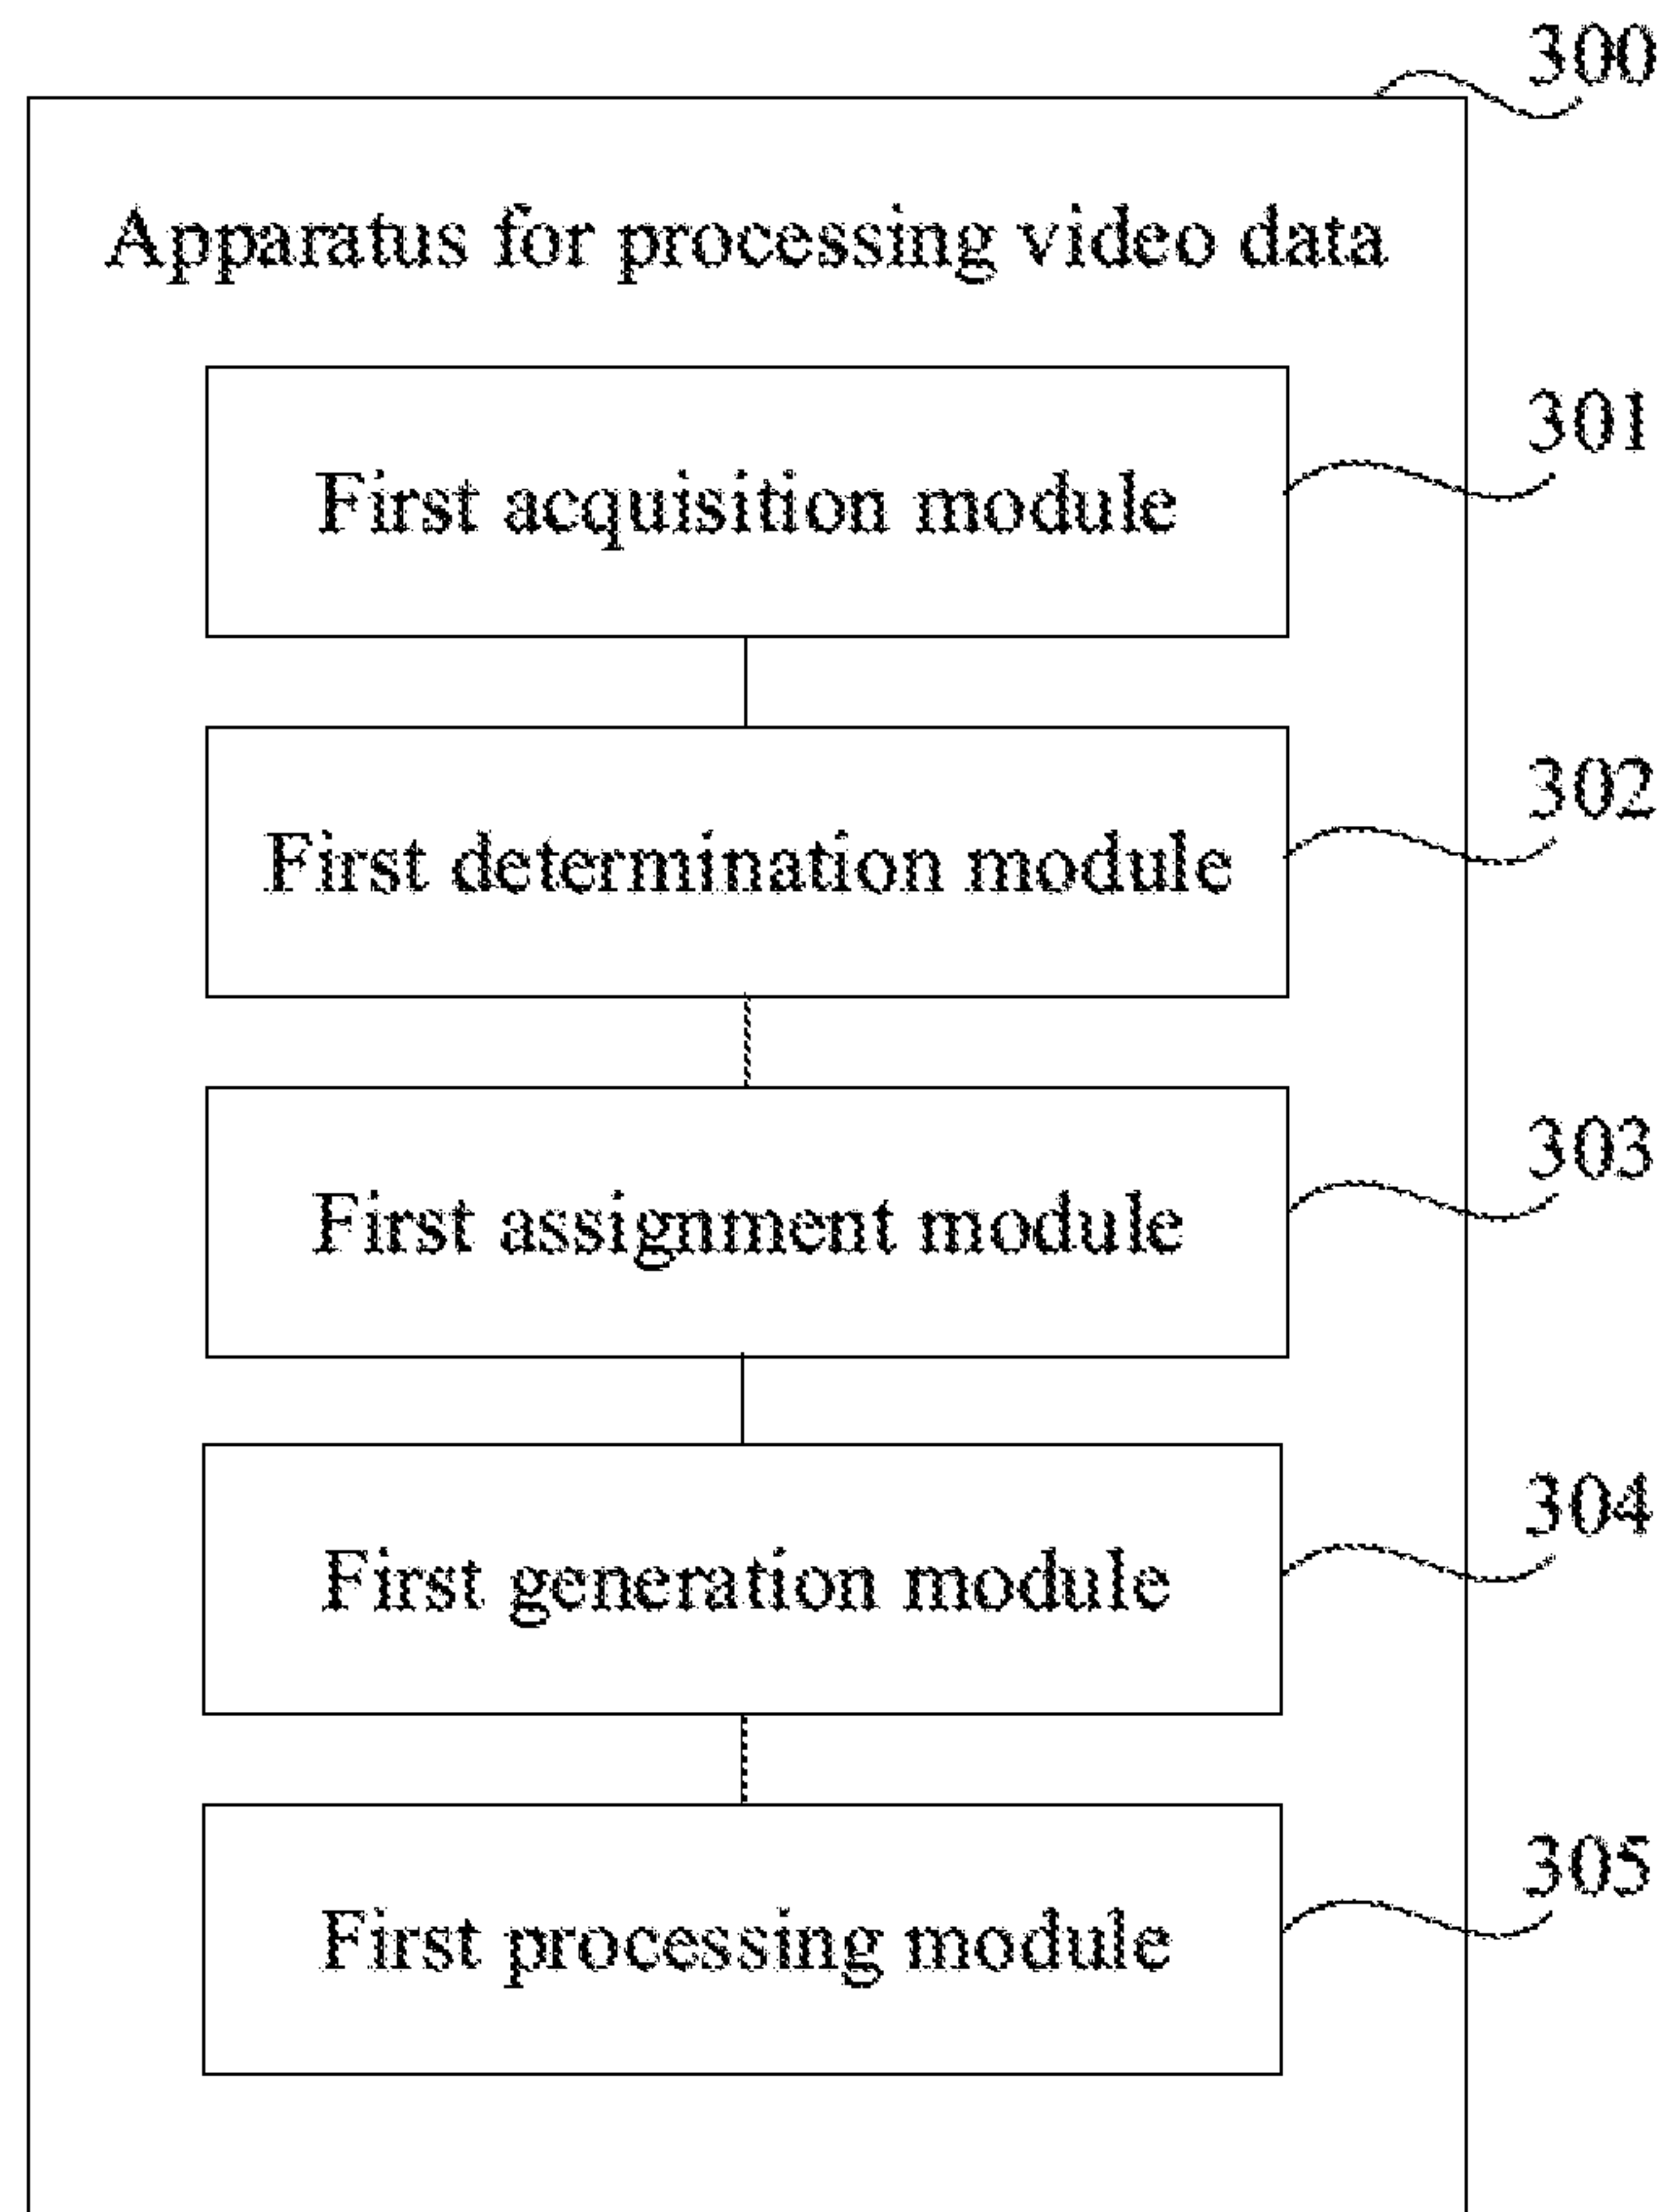 300
Apparatus for processing video data
301
First acquisition module
302
First determination module
303
First assignment module
304
First generation module
305
First processing module